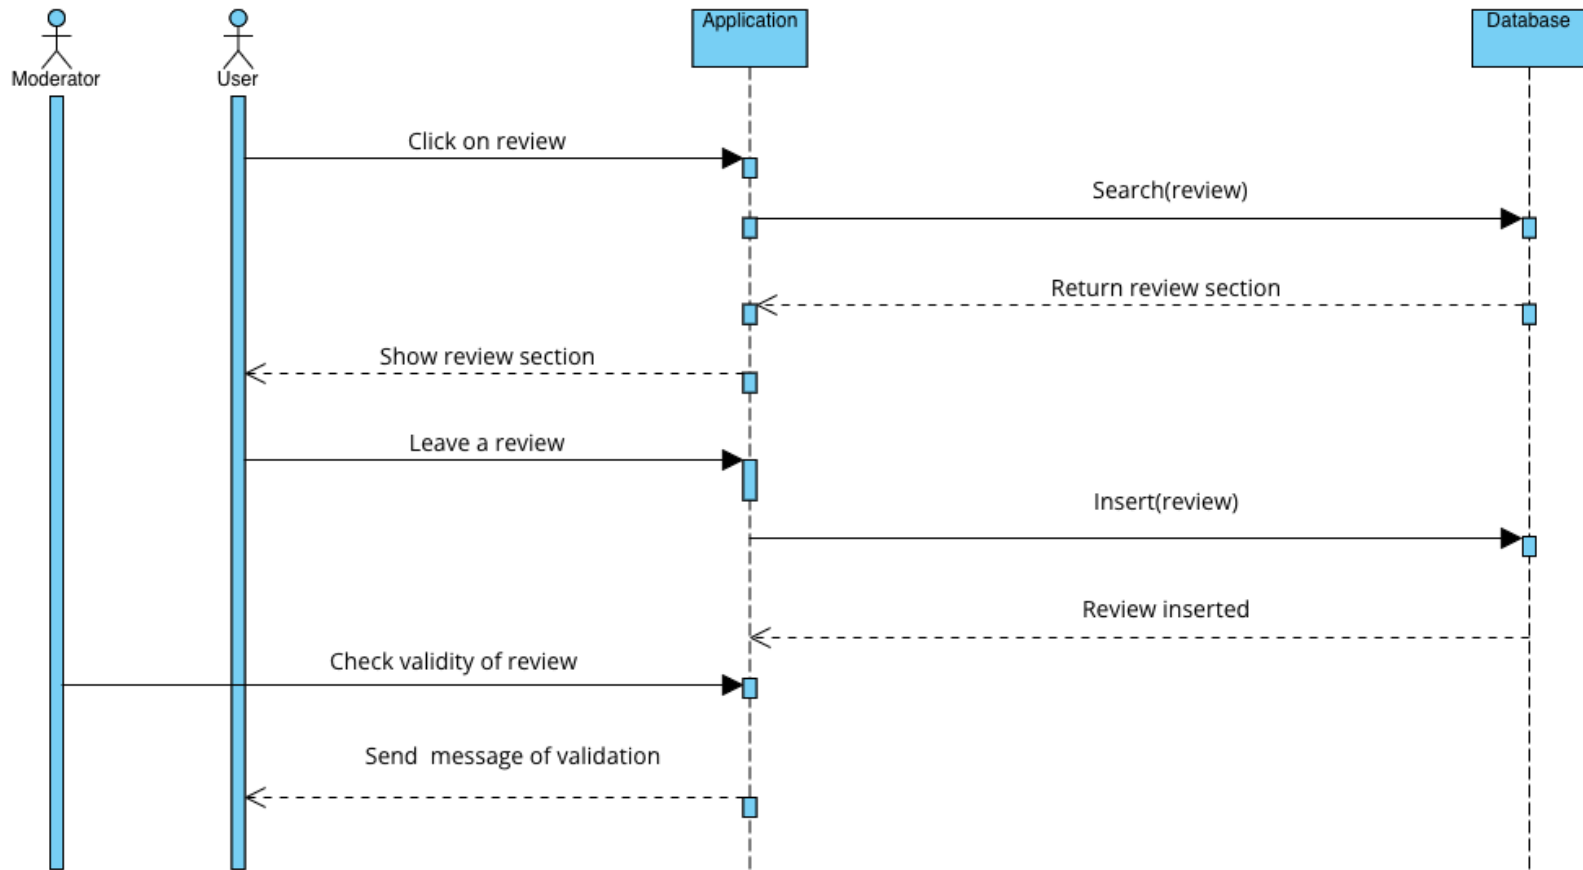 Moderator
User
Application
Database
Click on review
Search(review)
Return review section
Show review section
Leave a review
Insert(review)
Review inserted
Check validity of review
Send  message of validation